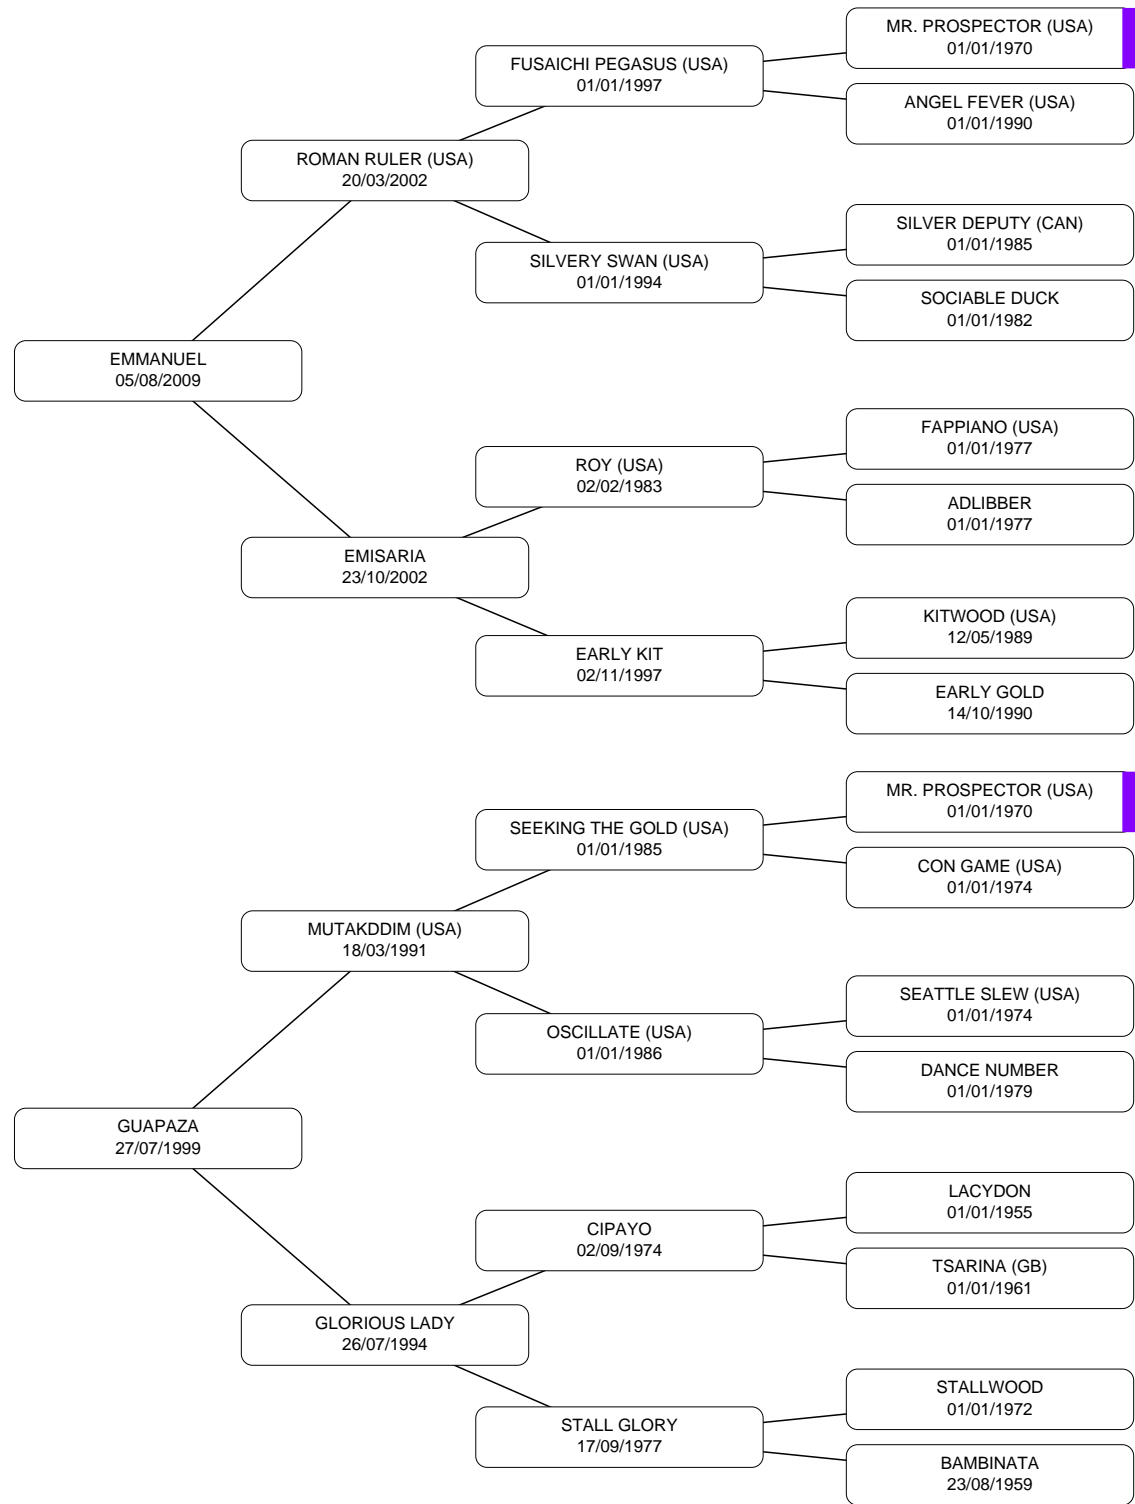 MR. PROSPECTOR (USA)
01/01/1970
FUSAICHI PEGASUS (USA)
01/01/1997
ANGEL FEVER (USA)
01/01/1990
ROMAN RULER (USA)
20/03/2002
SILVER DEPUTY (CAN)
01/01/1985
SILVERY SWAN (USA)
01/01/1994
SOCIABLE DUCK
01/01/1982
EMMANUEL
05/08/2009
FAPPIANO (USA)
01/01/1977
ROY (USA)
02/02/1983
ADLIBBER
01/01/1977
EMISARIA
23/10/2002
KITWOOD (USA)
12/05/1989
EARLY KIT
02/11/1997
EARLY GOLD
14/10/1990
MR. PROSPECTOR (USA)
01/01/1970
SEEKING THE GOLD (USA)
01/01/1985
CON GAME (USA)
01/01/1974
MUTAKDDIM (USA)
18/03/1991
SEATTLE SLEW (USA)
01/01/1974
OSCILLATE (USA)
01/01/1986
DANCE NUMBER
01/01/1979
GUAPAZA
27/07/1999
LACYDON
01/01/1955
CIPAYO
02/09/1974
TSARINA (GB)
01/01/1961
GLORIOUS LADY
26/07/1994
STALLWOOD
01/01/1972
STALL GLORY
17/09/1977
BAMBINATA
23/08/1959